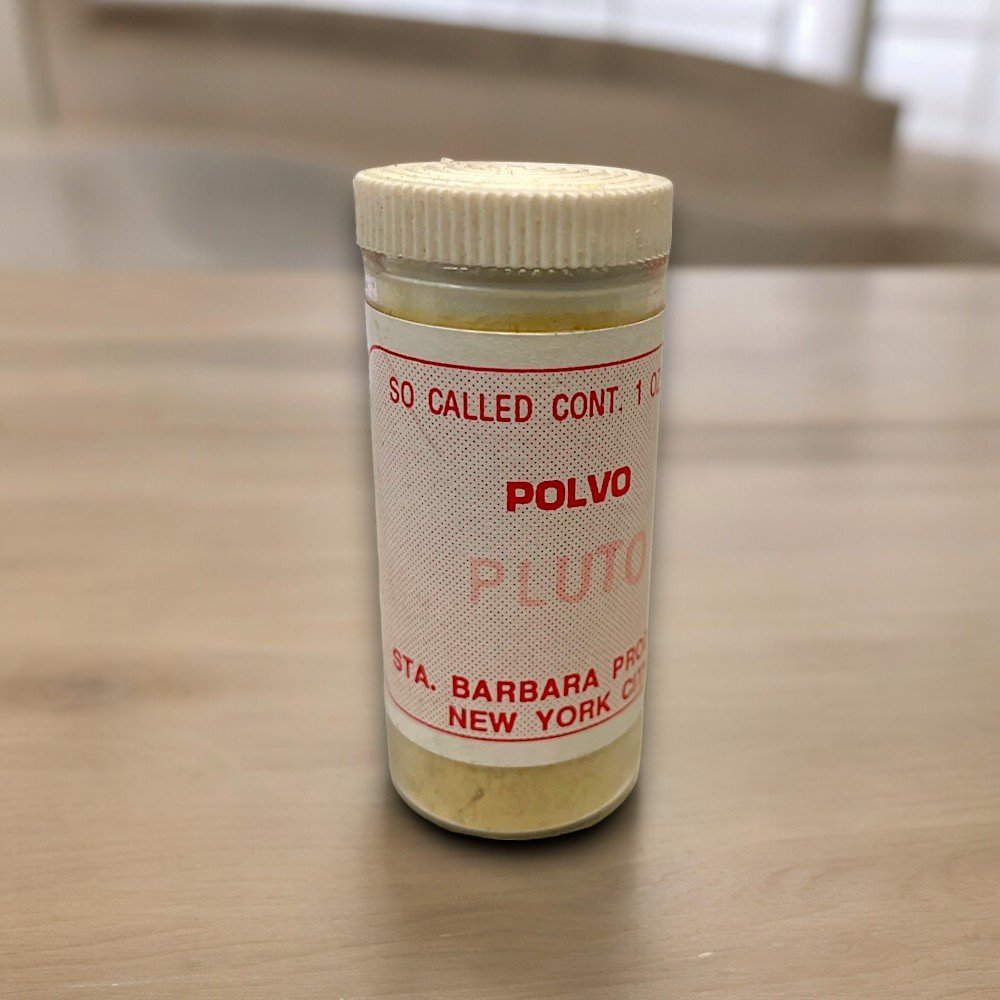 SO CALLED CONT. 1
POLVO
PLUTO
STA. BARBARA
NEW YORK